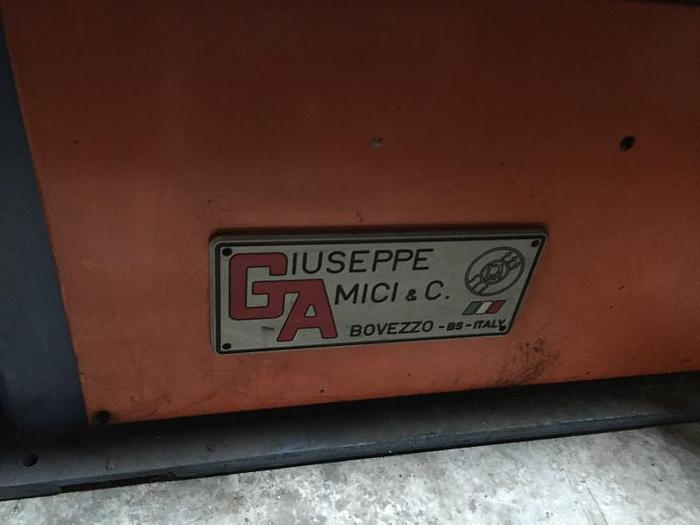 GIUSEPPE
AMICI & C.
BOVEZZO - BS - ITALY